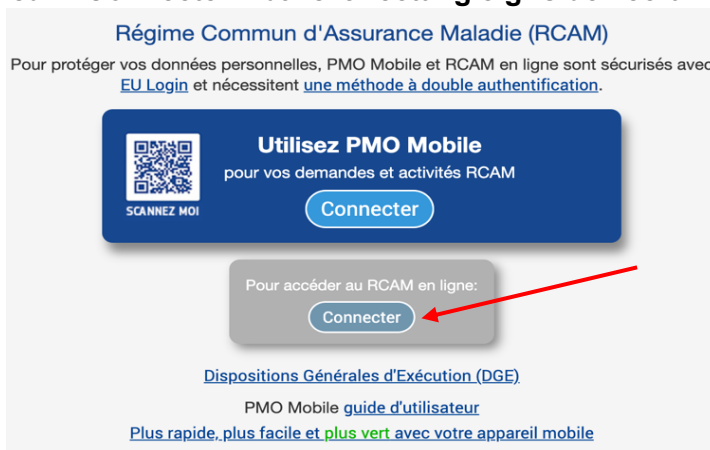 Régime Commun d'Assurance Maladie (RCAM)
Pour protéger vos données personnelles, PMO Mobile et RCAM en ligne sont sécurisés avec
EU Login et nécessitent une méthode à double authentification.
Utilisez PMO Mobile
pour vos demandes et activités RCAM
SCANNEZ MOI
Connecter
Pour accéder au RCAM en ligne:
Connecter
Dispositions Générales d'Exécution (DGE)
PMO Mobile guide d'utilisateur
Plus rapide, plus facile et plus vert avec votre appareil mobile